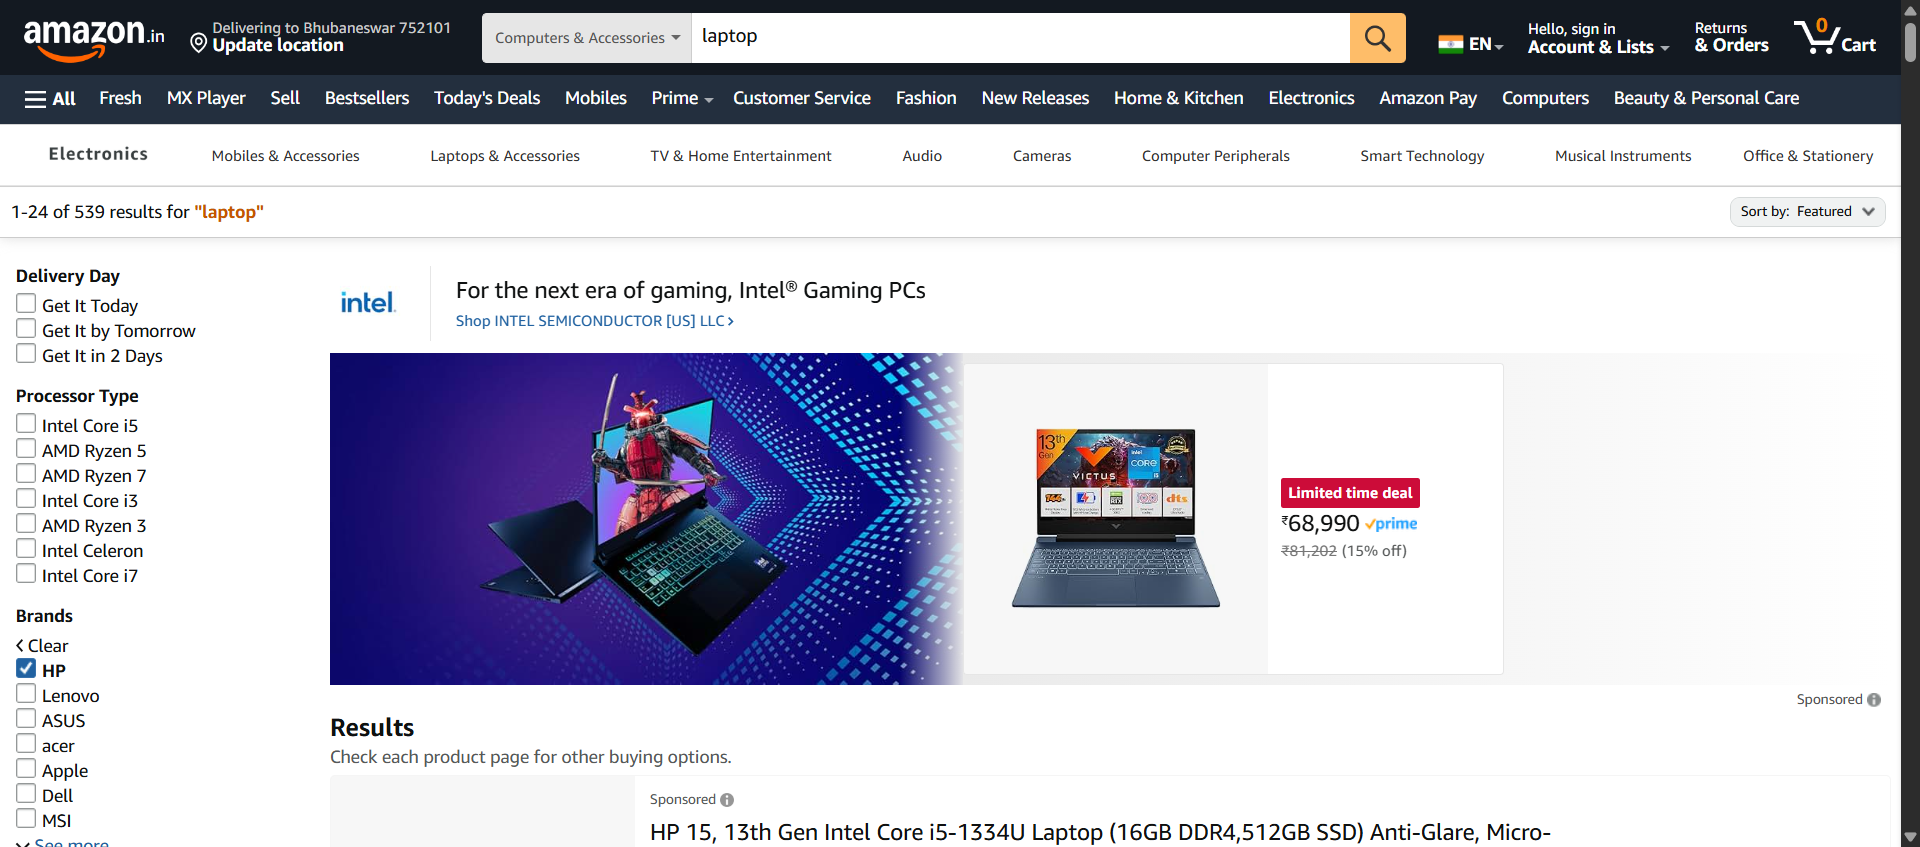 amazon.in
Delivering to Bhubaneswar 752101
Update location
Computers & Accessories
laptop
EN
Hello, sign in
Account & Lists
Returns
& Orders
0
Cart
All
Fresh
MX Player
Sell
Bestsellers
Today's Deals
Mobiles
Prime
Customer Service
Fashion
New Releases
Home & Kitchen
Electronics
Amazon Pay
Computers
Beauty & Personal Care
Electronics
Mobiles & Accessories
Laptops & Accessories
TV & Home Entertainment
Audio
Cameras
Computer Peripherals
Smart Technology
Musical Instruments
Office & Stationery
1-24 of 539 results for "laptop"
Sort by: Featured
Delivery Day
Get It Today
Get It by Tomorrow
Get It in 2 Days
Processor Type
Intel Core i5
AMD Ryzen 5
AMD Ryzen 7
Intel Core i3
AMD Ryzen 3
Intel Celeron
Intel Core i7
Brands
Clear
HP
Lenovo
ASUS
acer
Apple
Dell
MSI
See more
intel.
For the next era of gaming, Intel® Gaming PCs
Shop INTEL SEMICONDUCTOR [US] LLC
13th
Gen
VICTUS
intel
CORE
i5
dts
Limited time deal
₹68,990 prime
₹81,202 (15% off)
Sponsored
Results
Check each product page for other buying options.
Sponsored
HP 15, 13th Gen Intel Core i5-1334U Laptop (16GB DDR4,512GB SSD) Anti-Glare, Micro-